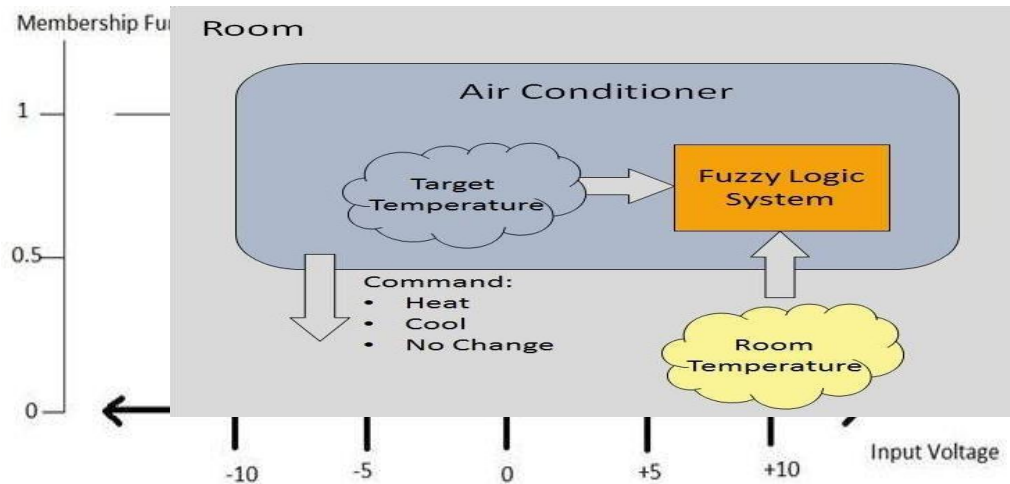 Membership Fu
Room
Air Conditioner
1
Target
Temperature
Fuzzy Logic
System
0.5
Command:
• Heat
• Cool
• No Change
Room
Temperature
0
-10
-5
0
+5
+10
Input Voltage